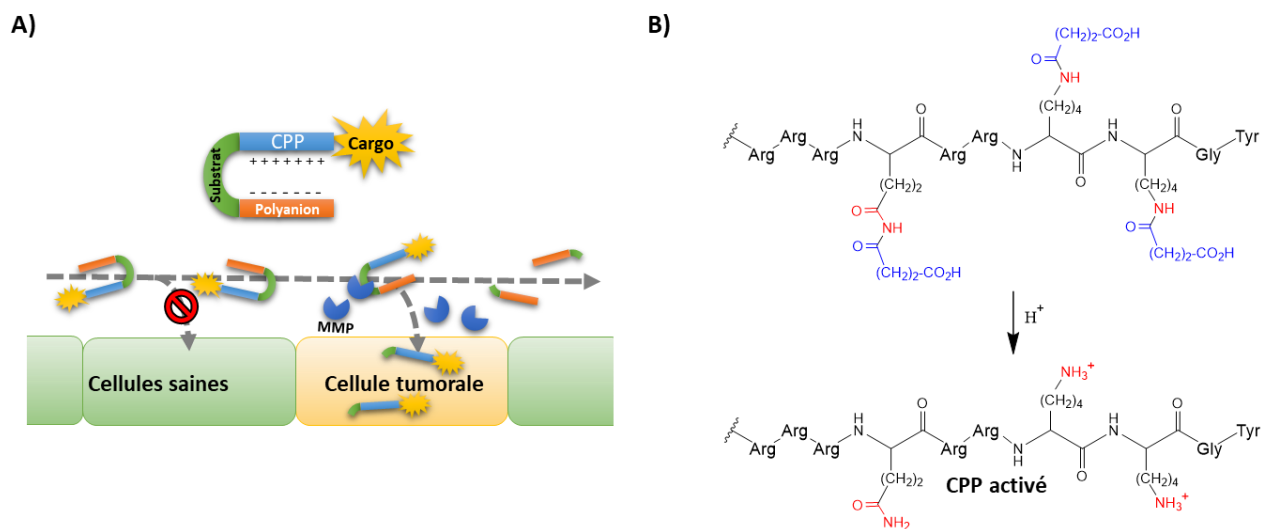 A)
CPP
Cargo
+ + + + + + +
Substrat
- - - - - - -
Polyanion
MMP
Cellules saines
Cellule tumorale
B)
(CH₂)₂-CO₂H
O
NH
(CH₂)₄
H
N
O
H
N
O
Tyr
Arg
Arg
Arg
Arg
Arg
N
H
O
Gly
(CH₂)₂
(CH₂)₄
O
NH
NH
O
O
(CH₂)₂-CO₂H
(CH₂)₂-CO₂H
H⁺
NH₃⁺
(CH₂)₄
H
N
O
H
N
O
Tyr
Arg
Arg
Arg
Arg
Arg
N
H
O
Gly
(CH₂)₂
CPP activé
(CH₂)₄
O
NH₂
NH₃⁺